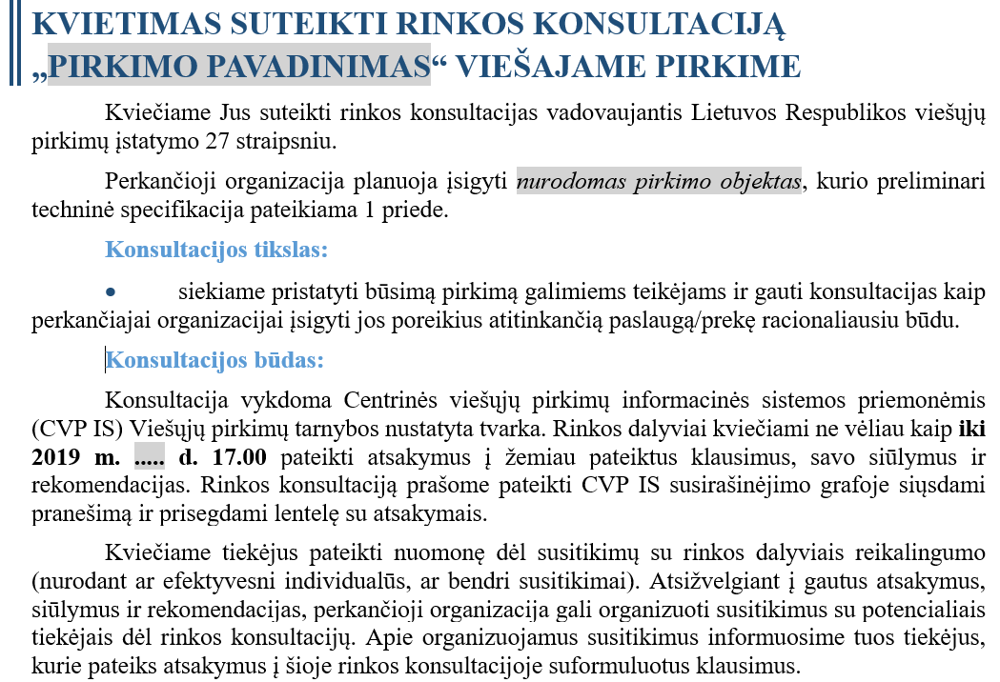 KVIETIMAS SUTEIKTI RINKOS KONSULTACIJĄ
„PIRKIMO PAVADINIMAS“ VIEŠAJAME PIRKIME
Kviečiame Jus suteikti rinkos konsultacijas vadovaujantis Lietuvos Respublikos viešųjų
pirkimų įstatymo 27 straipsniu.
Perkančioji organizacija planuoja įsigyti nurodomas pirkimo objektas, kurio preliminari
techninė specifikacija pateikiama 1 priede.
Konsultacijos tikslas:
• siekiame pristatyti būsimą pirkimą galimiems teikėjams ir gauti konsultacijas kaip
perkančiajai organizacijai įsigyti jos poreikius atitinkančią paslaugą/prekę racionaliausiu būdu.
Konsultacijos būdas:
Konsultacija vykdoma Centrinės viešųjų pirkimų informacinės sistemos priemonėmis
(CVP IS) Viešųjų pirkimų tarnybos nustatyta tvarka. Rinkos dalyviai kviečiami ne vėliau kaip iki
2019 m. ..... d. 17.00 pateikti atsakymus į žemiau pateiktus klausimus, savo siūlymus ir
rekomendacijas. Rinkos konsultaciją prašome pateikti CVP IS susirašinėjimo grafoje siųsdami
pranešimą ir prisegdami lentelę su atsakymais.
Kviečiame tiekėjus pateikti nuomonę dėl susitikimų su rinkos dalyviais reikalingumo
(nurodant ar efektyvesni individualūs, ar bendri susitikimai). Atsižvelgiant į gautus atsakymus,
siūlymus ir rekomendacijas, perkančioji organizacija gali organizuoti susitikimus su potencialiais
tiekėjais dėl rinkos konsultacijų. Apie organizuojamus susitikimus informuosime tuos tiekėjus,
kurie pateiks atsakymus į šioje rinkos konsultacijoje suformuluotus klausimus.